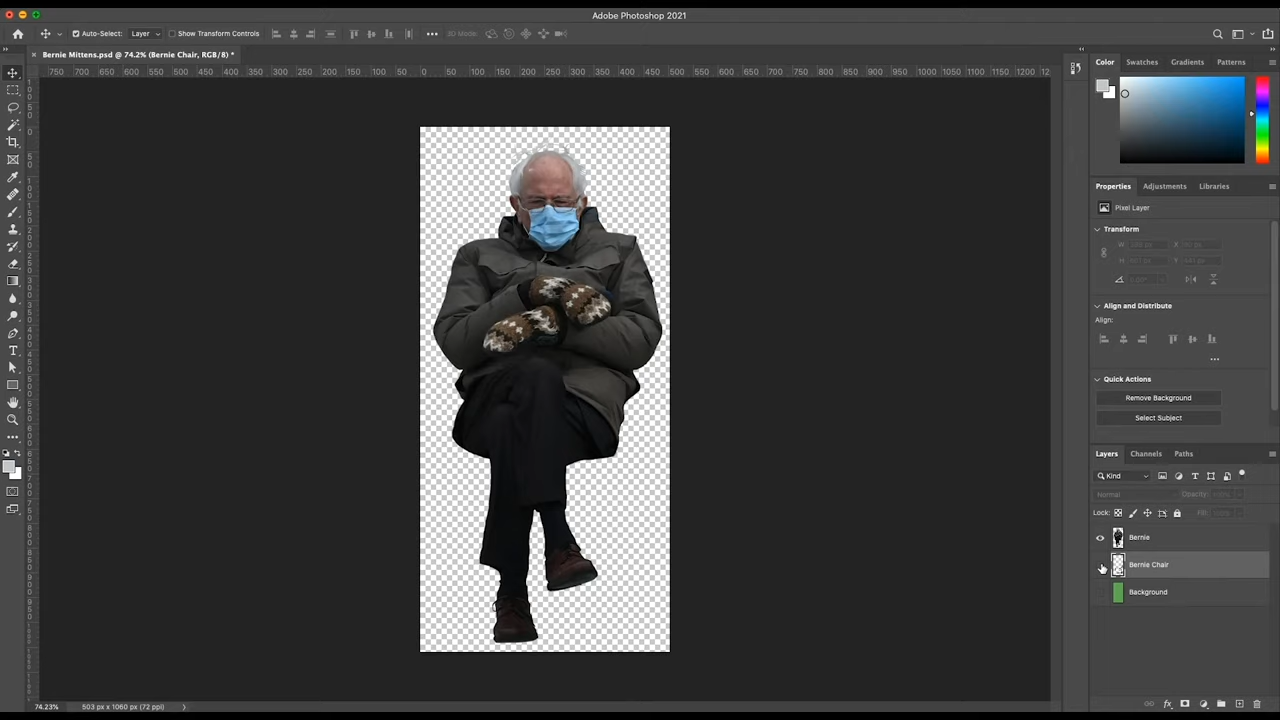 Adobe Photoshop 2021
Auto-Select: Layer Show Transform Controls 3D Mode:
Bernie Mittens.psd @ 74.2% (Bernie Chair, RGB/8) *
750 700 650 600 550 500 450 400 350 300 250 200 150 100 50 0 50 100 150 200 250 300 350 400 450 500 550 600 650 700 750 800 850 900 950 1000 1050 1100 1150 1200
Color Swatches Gradients Patterns
Properties Adjustments Libraries
Pixel Layer
Transform
W: X:
H: Y:
Align and Distribute
Align:
Quick Actions
Remove Background
Select Subject
Layers Channels Paths
Kind
Normal Opacity:
Lock: Fill:
Bernie
Bernie Chair
Background
74.23% 503 px x 1060 px (72 ppi)